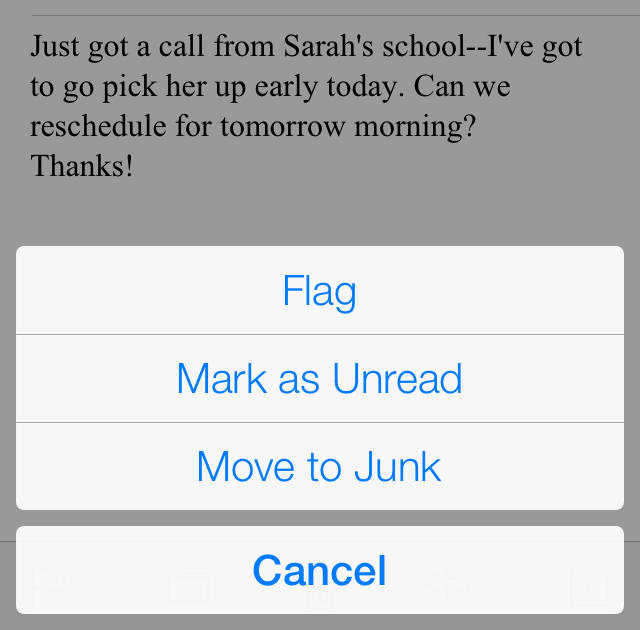 Just got a call from Sarah's school--I've got
to go pick her up early today. Can we
reschedule for tomorrow morning?
Thanks!
Flag
Mark as Unread
Move to Junk
Cancel